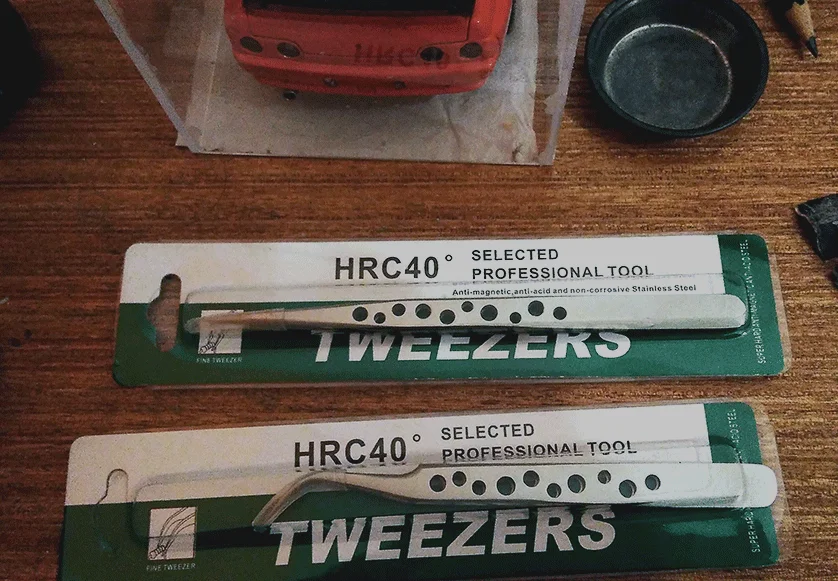 HRC40°
SELECTED
PROFESSIONAL TOOL
Anti-magnetic,anti-acid and non-corrosive Stainless Steel
TWEEZERS
FINE TWEEZER
HRC40°
SELECTED
PROFESSIONAL TOOL
TWEEZERS
FINE TWEEZER